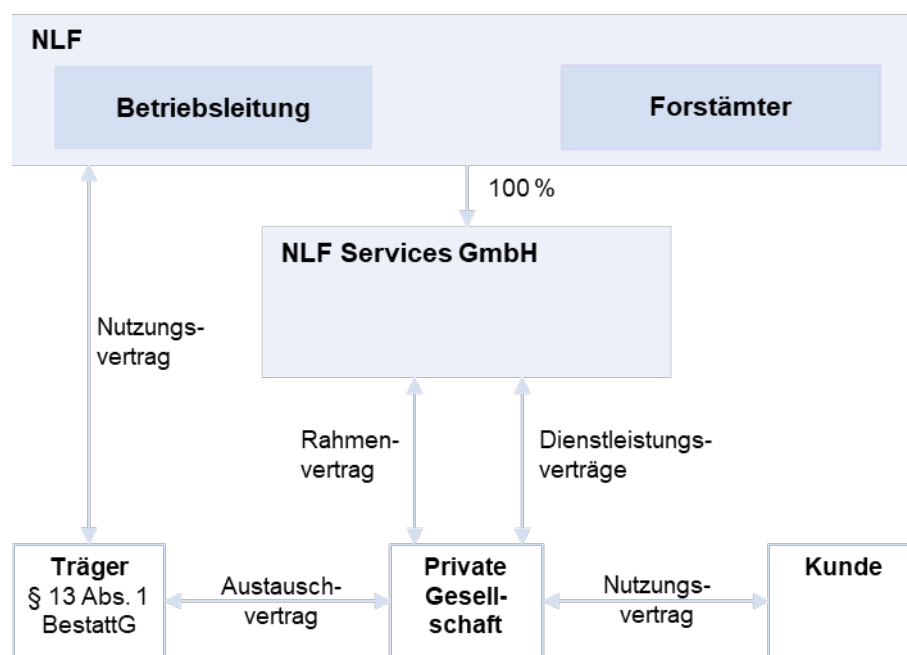 NLF
Betriebsleitung
Forstämter
100 %
NLF Services GmbH
Nutzungs-
vertrag
Rahmen-
vertrag
Dienstleistungs-
verträge
Träger
§ 13 Abs. 1
BestattG
Austausch-
vertrag
Private
Gesell-
schaft
Nutzungs-
vertrag
Kunde